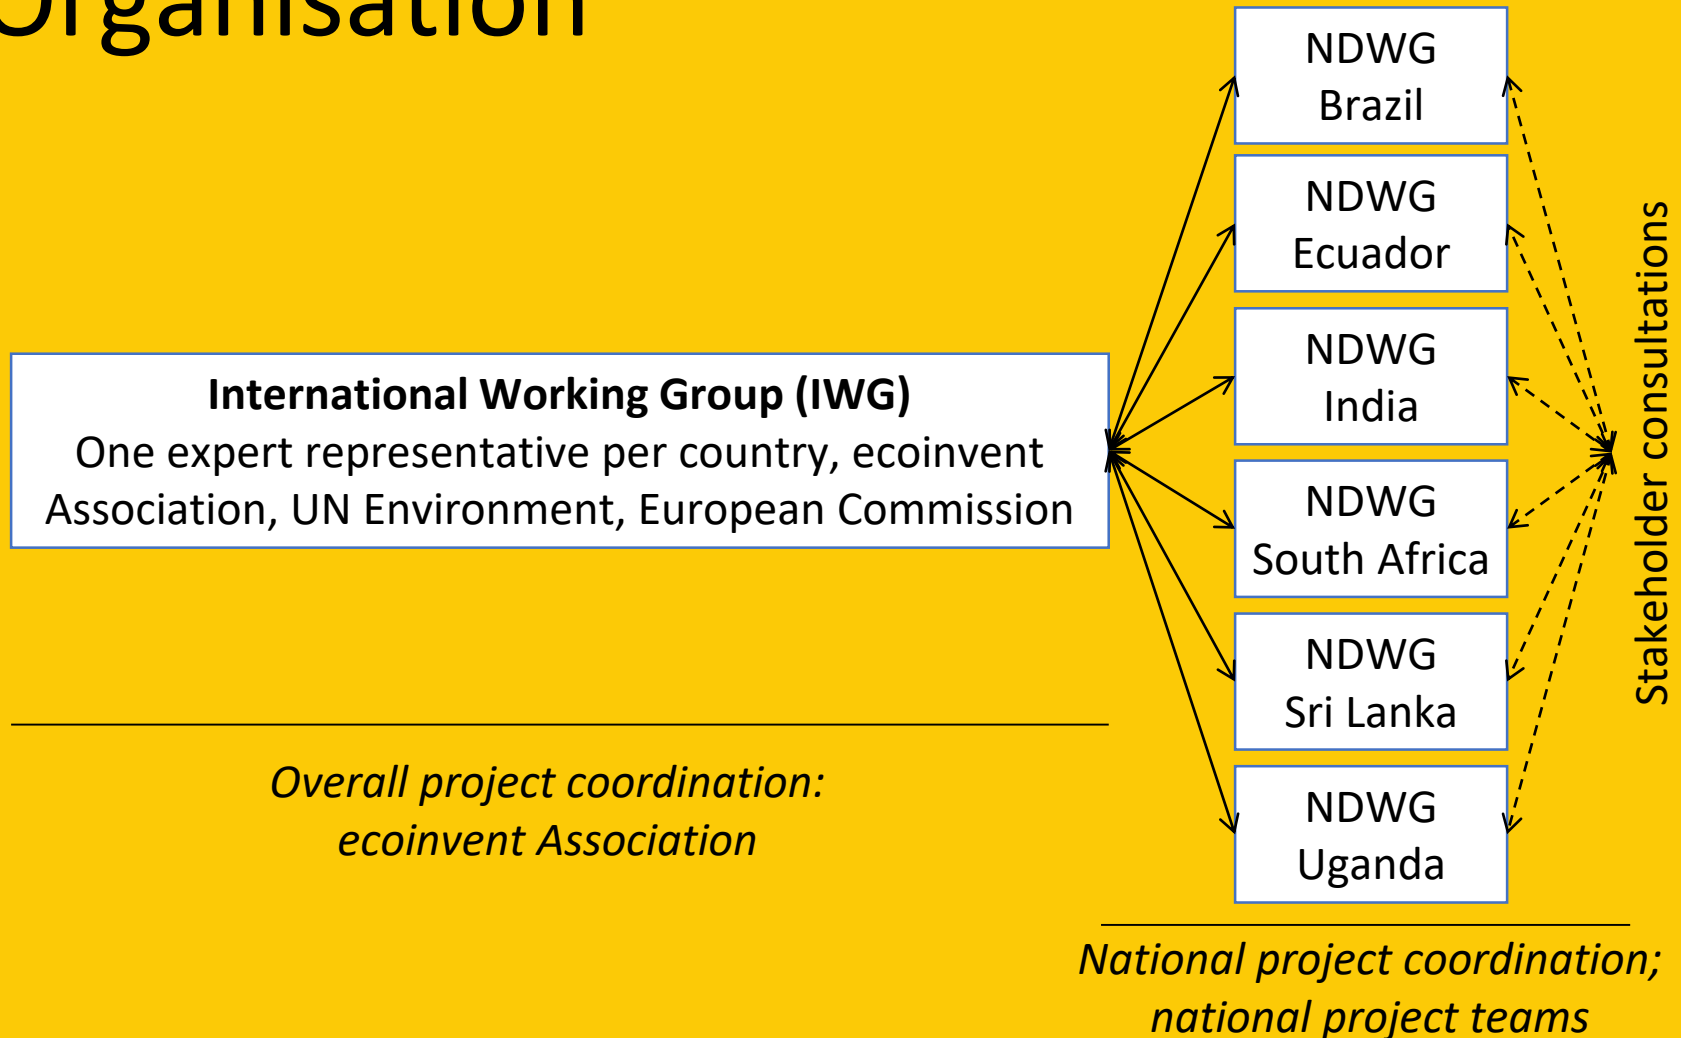 Organisation
NDWG
Brazil
NDWG
Ecuador
NDWG
India
NDWG
South Africa
NDWG
Sri Lanka
NDWG
Uganda
Stakeholder consultations
International Working Group (IWG)
One expert representative per country, ecoinvent
Association, UN Environment, European Commission
Overall project coordination:
ecoinvent Association
National project coordination;
national project teams